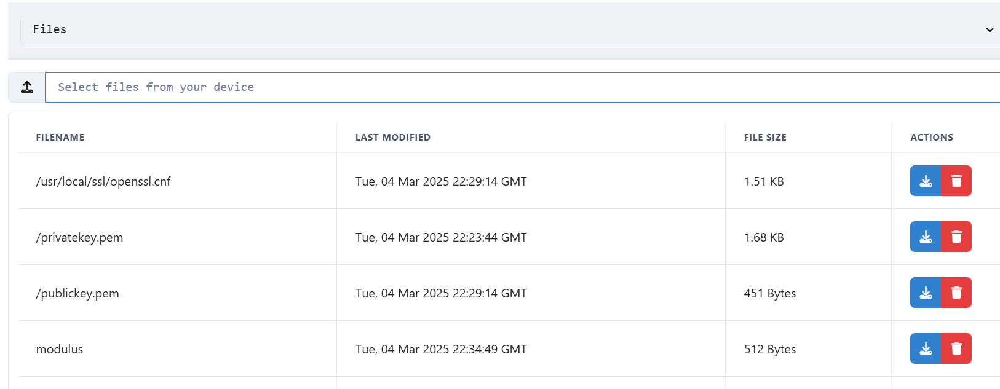 Files
Select files from your device
FILENAME LAST MODIFIED FILE SIZE ACTIONS
/usr/local/ssl/openssl.cnf Tue, 04 Mar 2025 22:29:14 GMT 1.51 KB
/privatekey.pem Tue, 04 Mar 2025 22:23:44 GMT 1.68 KB
/publickey.pem Tue, 04 Mar 2025 22:29:14 GMT 451 Bytes
modulus Tue, 04 Mar 2025 22:34:49 GMT 512 Bytes